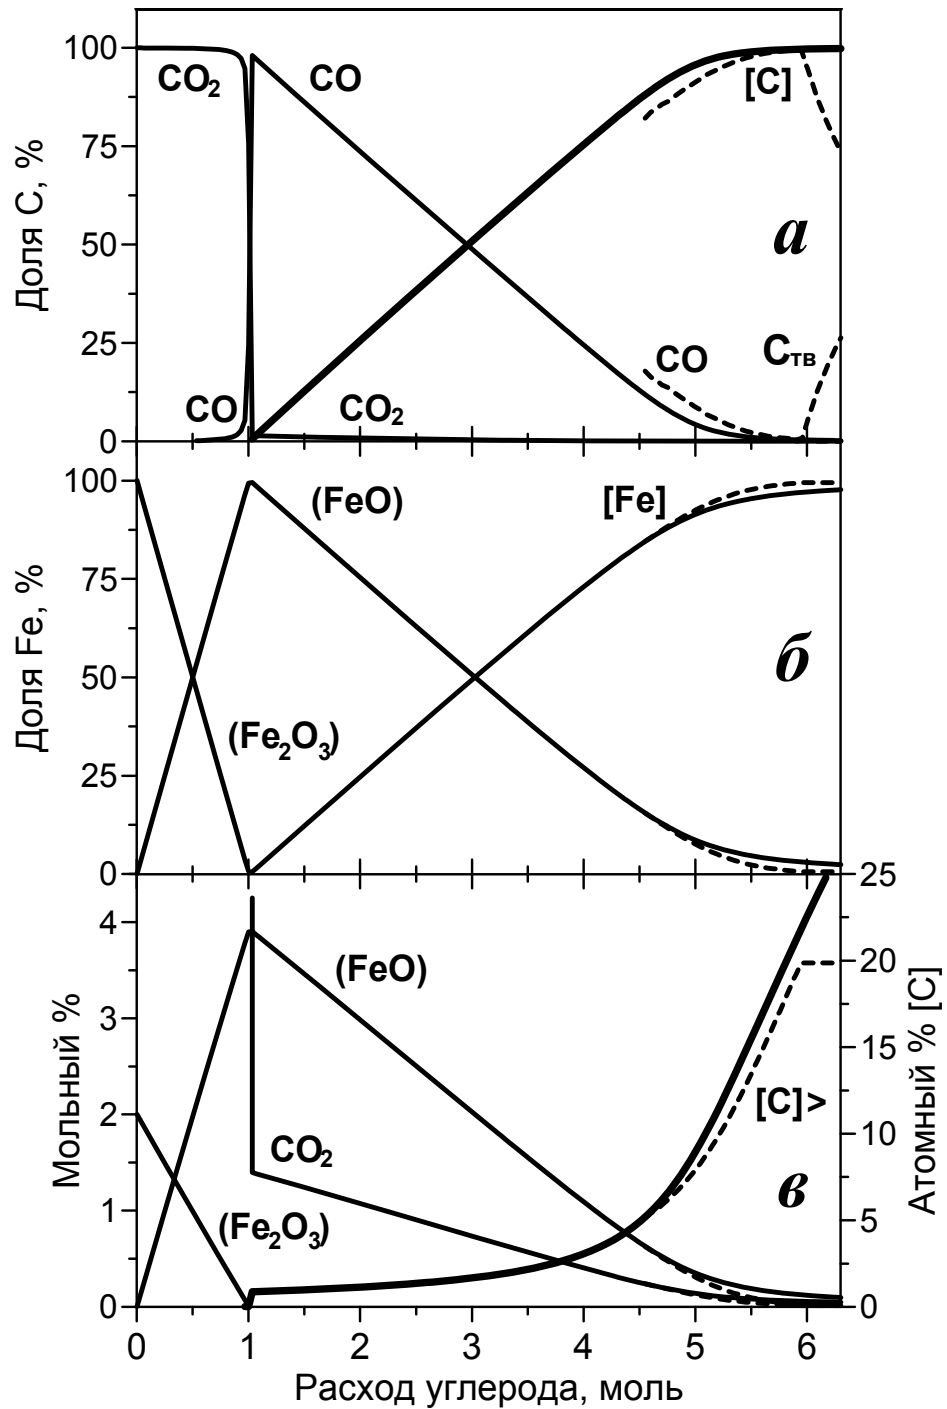 100
75
50
25
0
Доля C, %
CO₂
CO
[C]
а
CO
Cтв
CO
CO₂
100
75
50
25
0
Доля Fe, %
(FeO)
[Fe]
б
(Fe₂O₃)
4
3
2
1
0
Мольный %
(FeO)
CO₂
(Fe₂O₃)
[C]>
в
25
20
15
10
5
0
Атомный % [C]
0 1 2 3 4 5 6
Расход углерода, моль